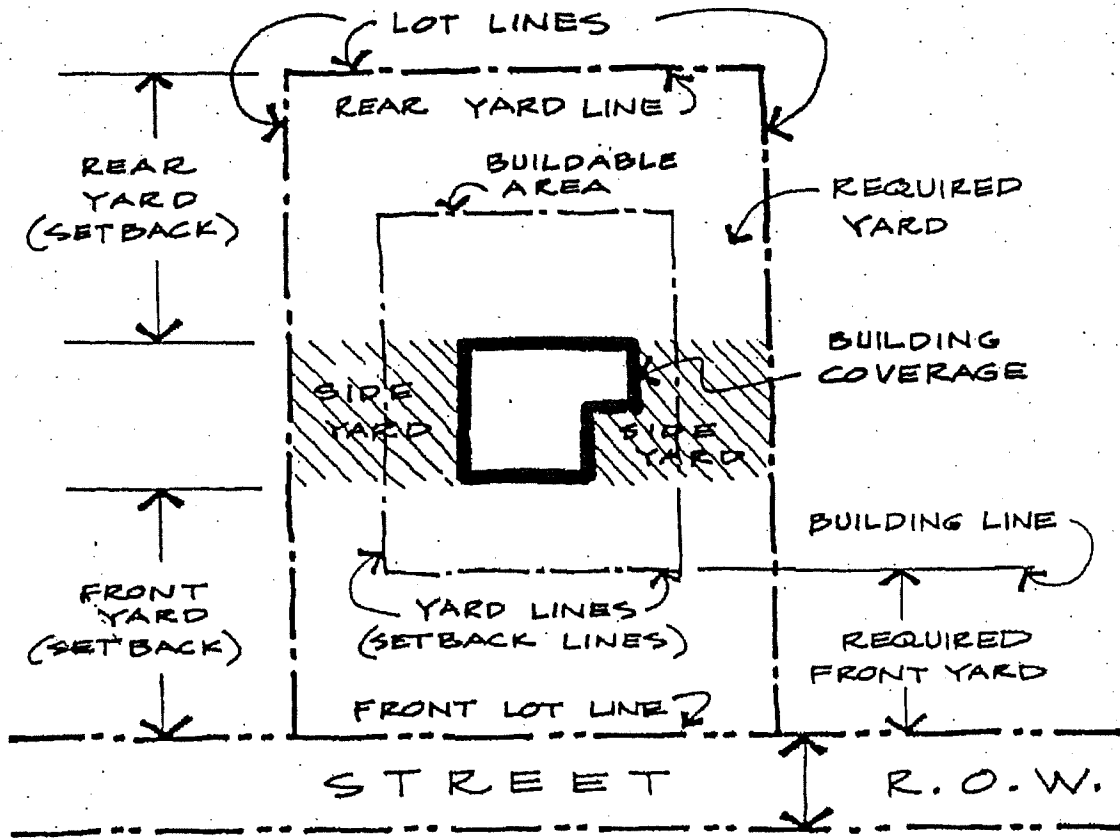 LOT LINES
REAR YARD LINE
REAR
YARD
(SETBACK)
BUILDABLE
AREA
REQUIRED
YARD
BUILDING
COVERAGE
SIDE
YARD
SIDE
YARD
BUILDING LINE
FRONT
YARD
(SETBACK)
YARD LINES
(SETBACK LINES)
REQUIRED
FRONT YARD
FRONT LOT LINE
STREET R.O.W.